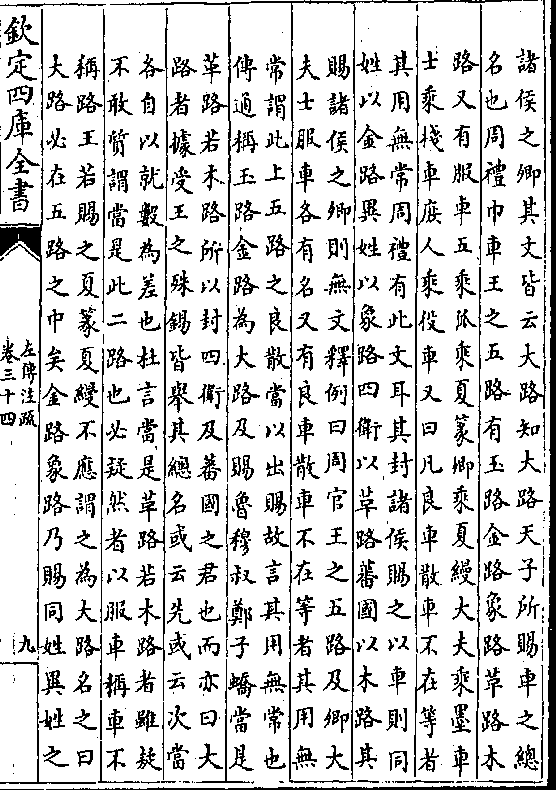 諸侯之卿其文皆云大路知大路天子所賜車之總
名也周禮巾車王之五路有玉路金路象路革路木
路又有服車五乘孤乘夏篆卿乘夏縵大夫乘墨車
士乘棧車庶人乘役車又曰凡良車散車不在等者
其用無常周禮有此文耳其封諸侯賜之以車則同
姓以金路異姓以象路四衛以革路蕃國以木路其
賜諸侯之卿則無文釋例曰周官王之五路及卿大
夫士服車各有名又有良車散車不在等者其用無
常謂此上五路之良散當以出賜故言其用無常也
傳通稱玉路金路為大路及賜魯穆叔鄭子蟜當是
革路若木路所以封四衛及蕃國之君也而亦曰大
路者據受王之殊錫皆舉其總名或云先或云次當
各自以就數為差也杜言當是革路若木路者雖疑
不敢質謂當是此二路也必疑然者以服車稱車不
稱路王若賜之夏篆夏縵不應謂之為大路名之曰
大路必在五路之巾矣金路象路乃賜同姓異姓之
欽定四庫全書
左傳注疏
卷三十四
九